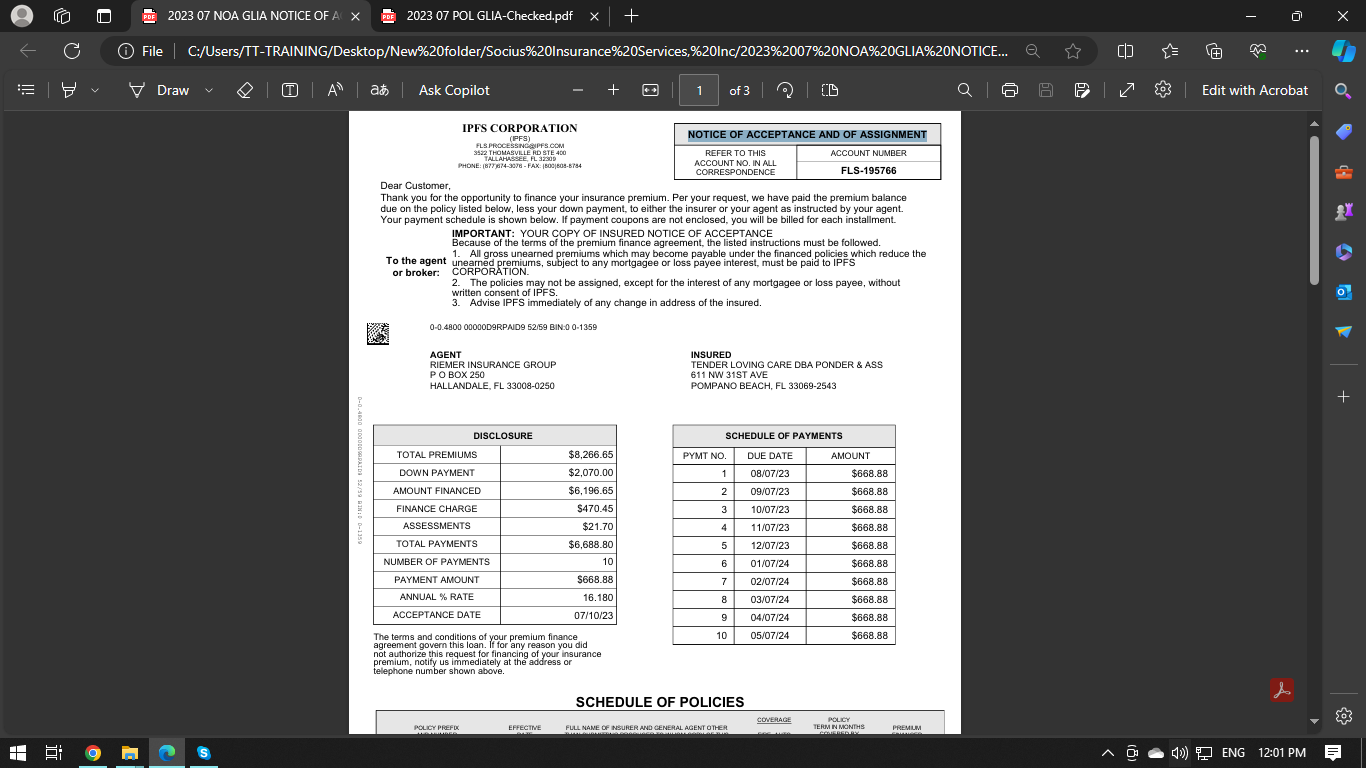 2023 07 NOA GLIA NOTICE OF A
2023 07 POL GLIA-Checked.pdf
File
C:/Users/TT-TRAINING/Desktop/New%20folder/Socius%20Insurance%20Services,%20Inc/2023%2007%20NOA%20GLIA%20NOTICE...
Draw
Ask Copilot
1
of 3
Edit with Acrobat
IPFS CORPORATION
(IPFS)
FLS.PROCESSING@IPFS.COM
3522 THOMASVILLE RD STE 400
TALLAHASSEE, FL 32309
PHONE: (877)674-3076 - FAX: (800)808-8784
NOTICE OF ACCEPTANCE AND OF ASSIGNMENT
REFER TO THIS
ACCOUNT NO. IN ALL
CORRESPONDENCE
ACCOUNT NUMBER
FLS-195766
Dear Customer,
Thank you for the opportunity to finance your insurance premium. Per your request, we have paid the premium balance
due on the policy listed below, less your down payment, to either the insurer or your agent as instructed by your agent.
Your payment schedule is shown below. If payment coupons are not enclosed, you will be billed for each installment.
To the agent
or broker:
IMPORTANT: YOUR COPY OF INSURED NOTICE OF ACCEPTANCE
Because of the terms of the premium finance agreement, the listed instructions must be followed.
1. All gross unearned premiums which may become payable under the financed policies which reduce the
unearned premiums, subject to any mortgagee or loss payee interest, must be paid to IPFS
CORPORATION.
2. The policies may not be assigned, except for the interest of any mortgagee or loss payee, without
written consent of IPFS.
3. Advise IPFS immediately of any change in address of the insured.
0-0.4800 00000D9RPAID9 52/59 BIN:0 0-1359
AGENT
RIEMER INSURANCE GROUP
P O BOX 250
HALLANDALE, FL 33008-0250
INSURED
TENDER LOVING CARE DBA PONDER & ASS
611 NW 31ST AVE
POMPANO BEACH, FL 33069-2543
0-0.4800 00000D9RPAID9 52/59 BIN:0 0-1359
DISCLOSURE
TOTAL PREMIUMS $8,266.65
DOWN PAYMENT $2,070.00
AMOUNT FINANCED $6,196.65
FINANCE CHARGE $470.45
ASSESSMENTS $21.70
TOTAL PAYMENTS $6,688.80
NUMBER OF PAYMENTS 10
PAYMENT AMOUNT $668.88
ANNUAL % RATE 16.180
ACCEPTANCE DATE 07/10/23
SCHEDULE OF PAYMENTS
PYMT NO. DUE DATE AMOUNT
1 08/07/23 $668.88
2 09/07/23 $668.88
3 10/07/23 $668.88
4 11/07/23 $668.88
5 12/07/23 $668.88
6 01/07/24 $668.88
7 02/07/24 $668.88
8 03/07/24 $668.88
9 04/07/24 $668.88
10 05/07/24 $668.88
The terms and conditions of your premium finance
agreement govern this loan. If for any reason you did
not authorize this request for financing of your insurance
premium, notify us immediately at the address or
telephone number shown above.
SCHEDULE OF POLICIES
POLICY PREFIX
EFFECTIVE
FULL NAME OF INSURER AND GENERAL AGENT OTHER
COVERAGE
POLICY
TERM IN MONTHS
PREMIUM
ENG
12:01 PM